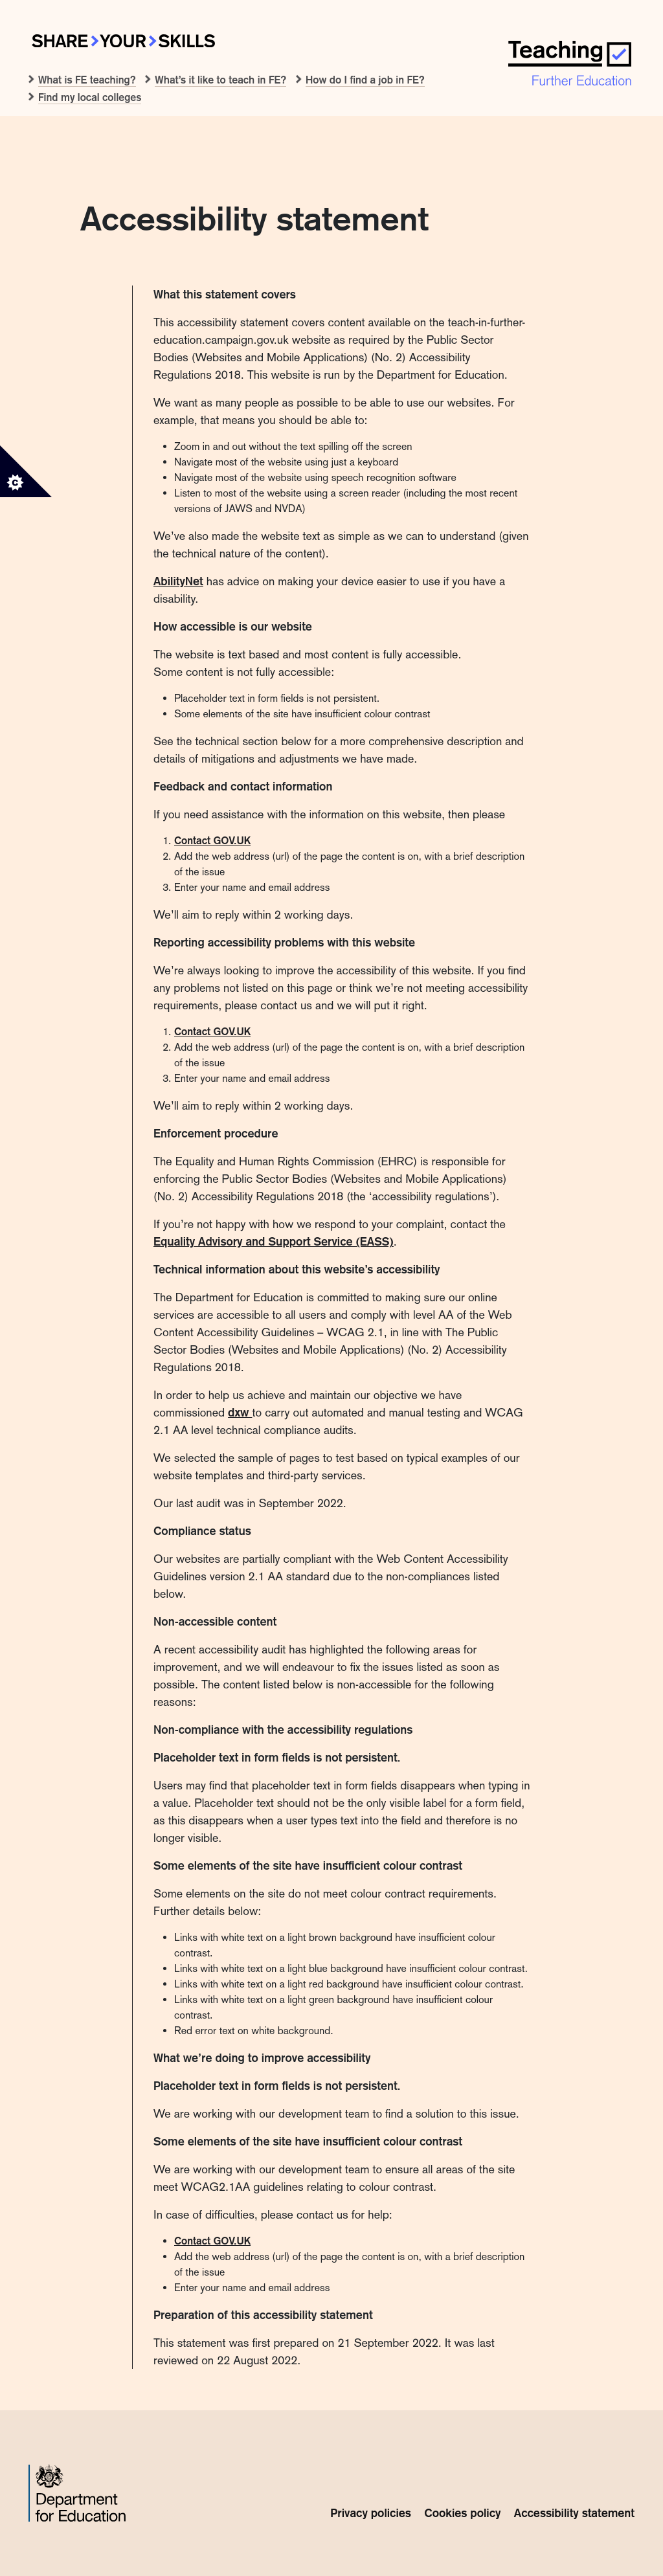 SHARE YOUR SKILLS
Teaching
Further Education
What is FE teaching? What's it like to teach in FE? How do I find a job in FE?
Find my local colleges
Accessibility statement
What this statement covers
This accessibility statement covers content available on the teach-in-further-
education.campaign.gov.uk website as required by the Public Sector
Bodies (Websites and Mobile Applications) (No. 2) Accessibility
Regulations 2018. This website is run by the Department for Education.
We want as many people as possible to be able to use our websites. For
example, that means you should be able to:
• Zoom in and out without the text spilling off the screen
• Navigate most of the website using just a keyboard
• Navigate most of the website using speech recognition software
• Listen to most of the website using a screen reader (including the most recent
versions of JAWS and NVDA)
We've also made the website text as simple as we can to understand (given
the technical nature of the content).
AbilityNet has advice on making your device easier to use if you have a
disability.
How accessible is our website
The website is text based and most content is fully accessible.
Some content is not fully accessible:
• Placeholder text in form fields is not persistent.
• Some elements of the site have insufficient colour contrast
See the technical section below for a more comprehensive description and
details of mitigations and adjustments we have made.
Feedback and contact information
If you need assistance with the information on this website, then please
1. Contact GOV.UK
2. Add the web address (url) of the page the content is on, with a brief description
of the issue
3. Enter your name and email address
We'll aim to reply within 2 working days.
Reporting accessibility problems with this website
We're always looking to improve the accessibility of this website. If you find
any problems not listed on this page or think we're not meeting accessibility
requirements, please contact us and we will put it right.
1. Contact GOV.UK
2. Add the web address (url) of the page the content is on, with a brief description
of the issue
3. Enter your name and email address
We'll aim to reply within 2 working days.
Enforcement procedure
The Equality and Human Rights Commission (EHRC) is responsible for
enforcing the Public Sector Bodies (Websites and Mobile Applications)
(No. 2) Accessibility Regulations 2018 (the 'accessibility regulations').
If you're not happy with how we respond to your complaint, contact the
Equality Advisory and Support Service (EASS).
Technical information about this website's accessibility
The Department for Education is committed to making sure our online
services are accessible to all users and comply with level AA of the Web
Content Accessibility Guidelines – WCAG 2.1, in line with The Public
Sector Bodies (Websites and Mobile Applications) (No. 2) Accessibility
Regulations 2018.
In order to help us achieve and maintain our objective we have
commissioned dxw to carry out automated and manual testing and WCAG
2.1 AA level technical compliance audits.
We selected the sample of pages to test based on typical examples of our
website templates and third-party services.
Our last audit was in September 2022.
Compliance status
Our websites are partially compliant with the Web Content Accessibility
Guidelines version 2.1 AA standard due to the non-compliances listed
below.
Non-accessible content
A recent accessibility audit has highlighted the following areas for
improvement, and we will endeavour to fix the issues listed as soon as
possible. The content listed below is non-accessible for the following
reasons:
Non-compliance with the accessibility regulations
Placeholder text in form fields is not persistent.
Users may find that placeholder text in form fields disappears when typing in
a value. Placeholder text should not be the only visible label for a form field,
as this disappears when a user types text into the field and therefore is no
longer visible.
Some elements of the site have insufficient colour contrast
Some elements on the site do not meet colour contract requirements.
Further details below:
• Links with white text on a light brown background have insufficient colour
contrast.
• Links with white text on a light blue background have insufficient colour contrast.
• Links with white text on a light red background have insufficient colour contrast.
• Links with white text on a light green background have insufficient colour
contrast.
• Red error text on white background.
What we're doing to improve accessibility
Placeholder text in form fields is not persistent.
We are working with our development team to find a solution to this issue.
Some elements of the site have insufficient colour contrast
We are working with our development team to ensure all areas of the site
meet WCAG2.1AA guidelines relating to colour contrast.
In case of difficulties, please contact us for help:
• Contact GOV.UK
• Add the web address (url) of the page the content is on, with a brief description
of the issue
• Enter your name and email address
Preparation of this accessibility statement
This statement was first prepared on 21 September 2022. It was last
reviewed on 22 August 2022.
Department
for Education
Privacy policies Cookies policy Accessibility statement